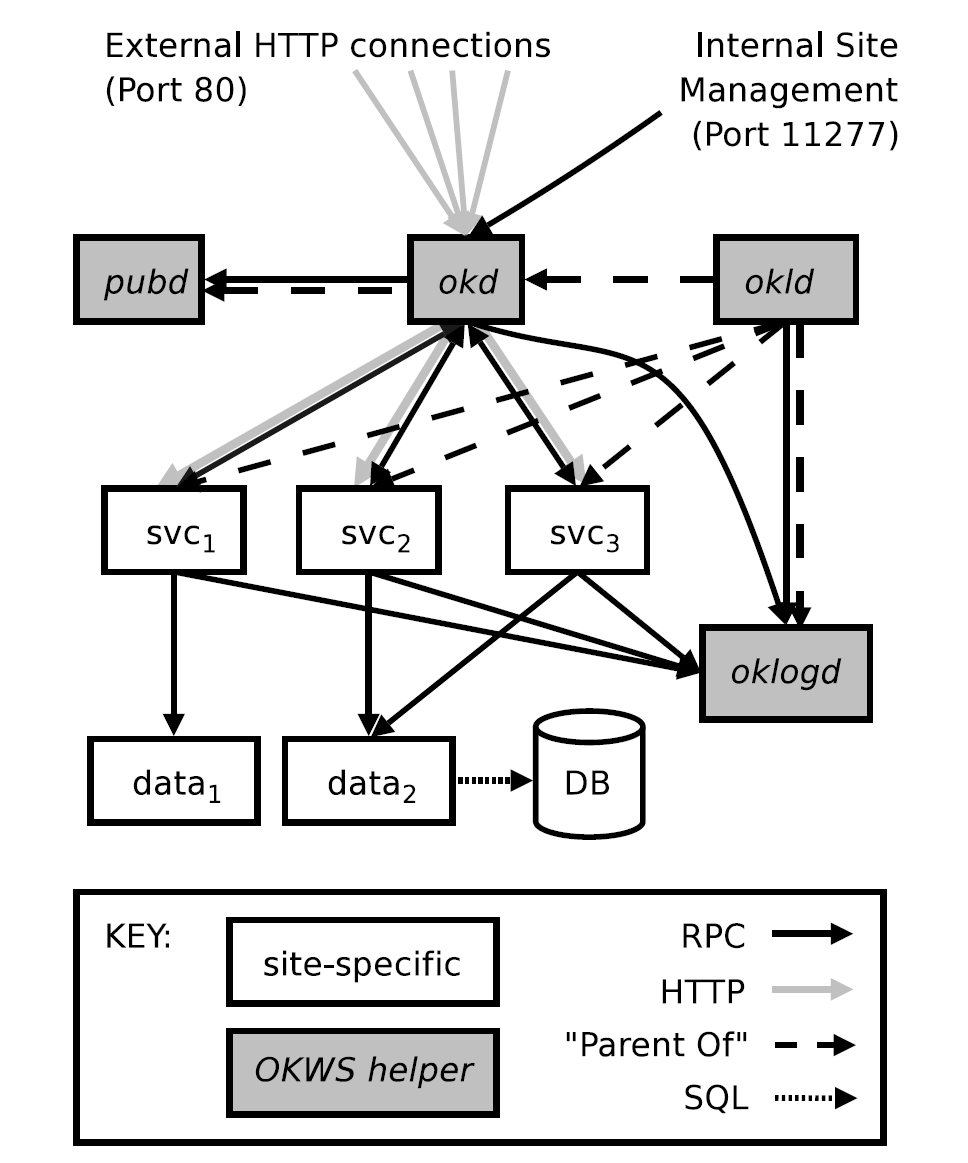 External HTTP connections
(Port 80)
Internal Site
Management
(Port 11277)
pubd
okd
okld
svc1
svc2
svc3
oklogd
data1
data2
DB
KEY:
site-specific
OKWS helper
RPC
HTTP
"Parent Of"
SQL